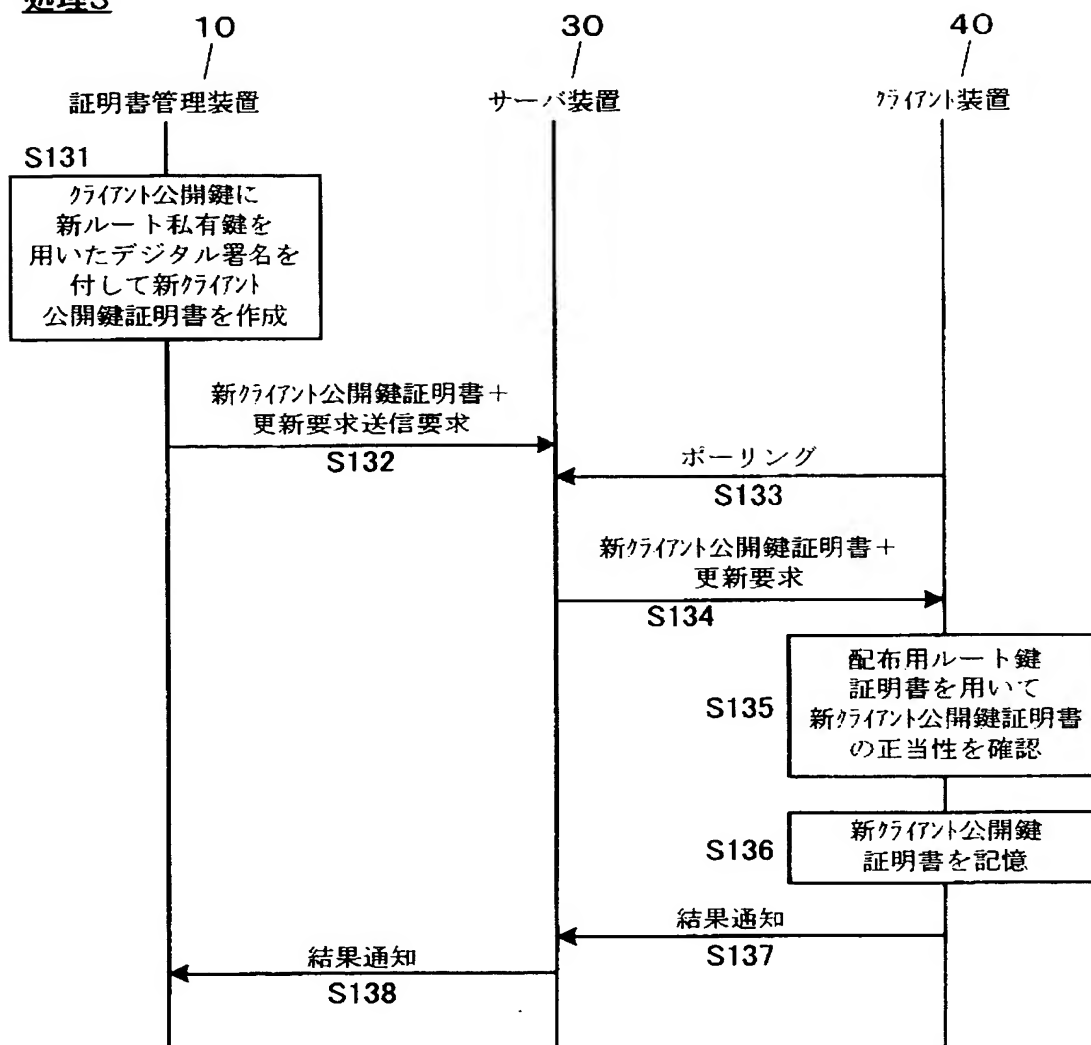 処理3
10
30
40
証明書管理装置
サーバ装置
クライアント装置
S131
クライアント公開鍵に
新ルート私有鍵を
用いたデジタル署名を
付して新クライアント
公開鍵証明書を作成
新クライアント公開鍵証明書+
更新要求送信要求
S132
ポーリング
S133
新クライアント公開鍵証明書+
更新要求
S134
S135
配布用ルート鍵
証明書を用いて
新クライアント公開鍵証明書
の正当性を確認
S136
新クライアント公開鍵
証明書を記憶
結果通知
S137
結果通知
S138